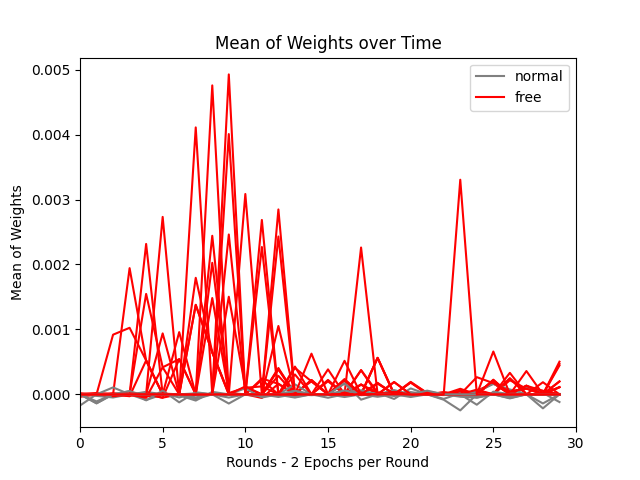 Mean of Weights over Time
normal
free
Mean of Weights
0.005
0.004
0.003
0.002
0.001
0.000
0 5 10 15 20 25 30
Rounds - 2 Epochs per Round